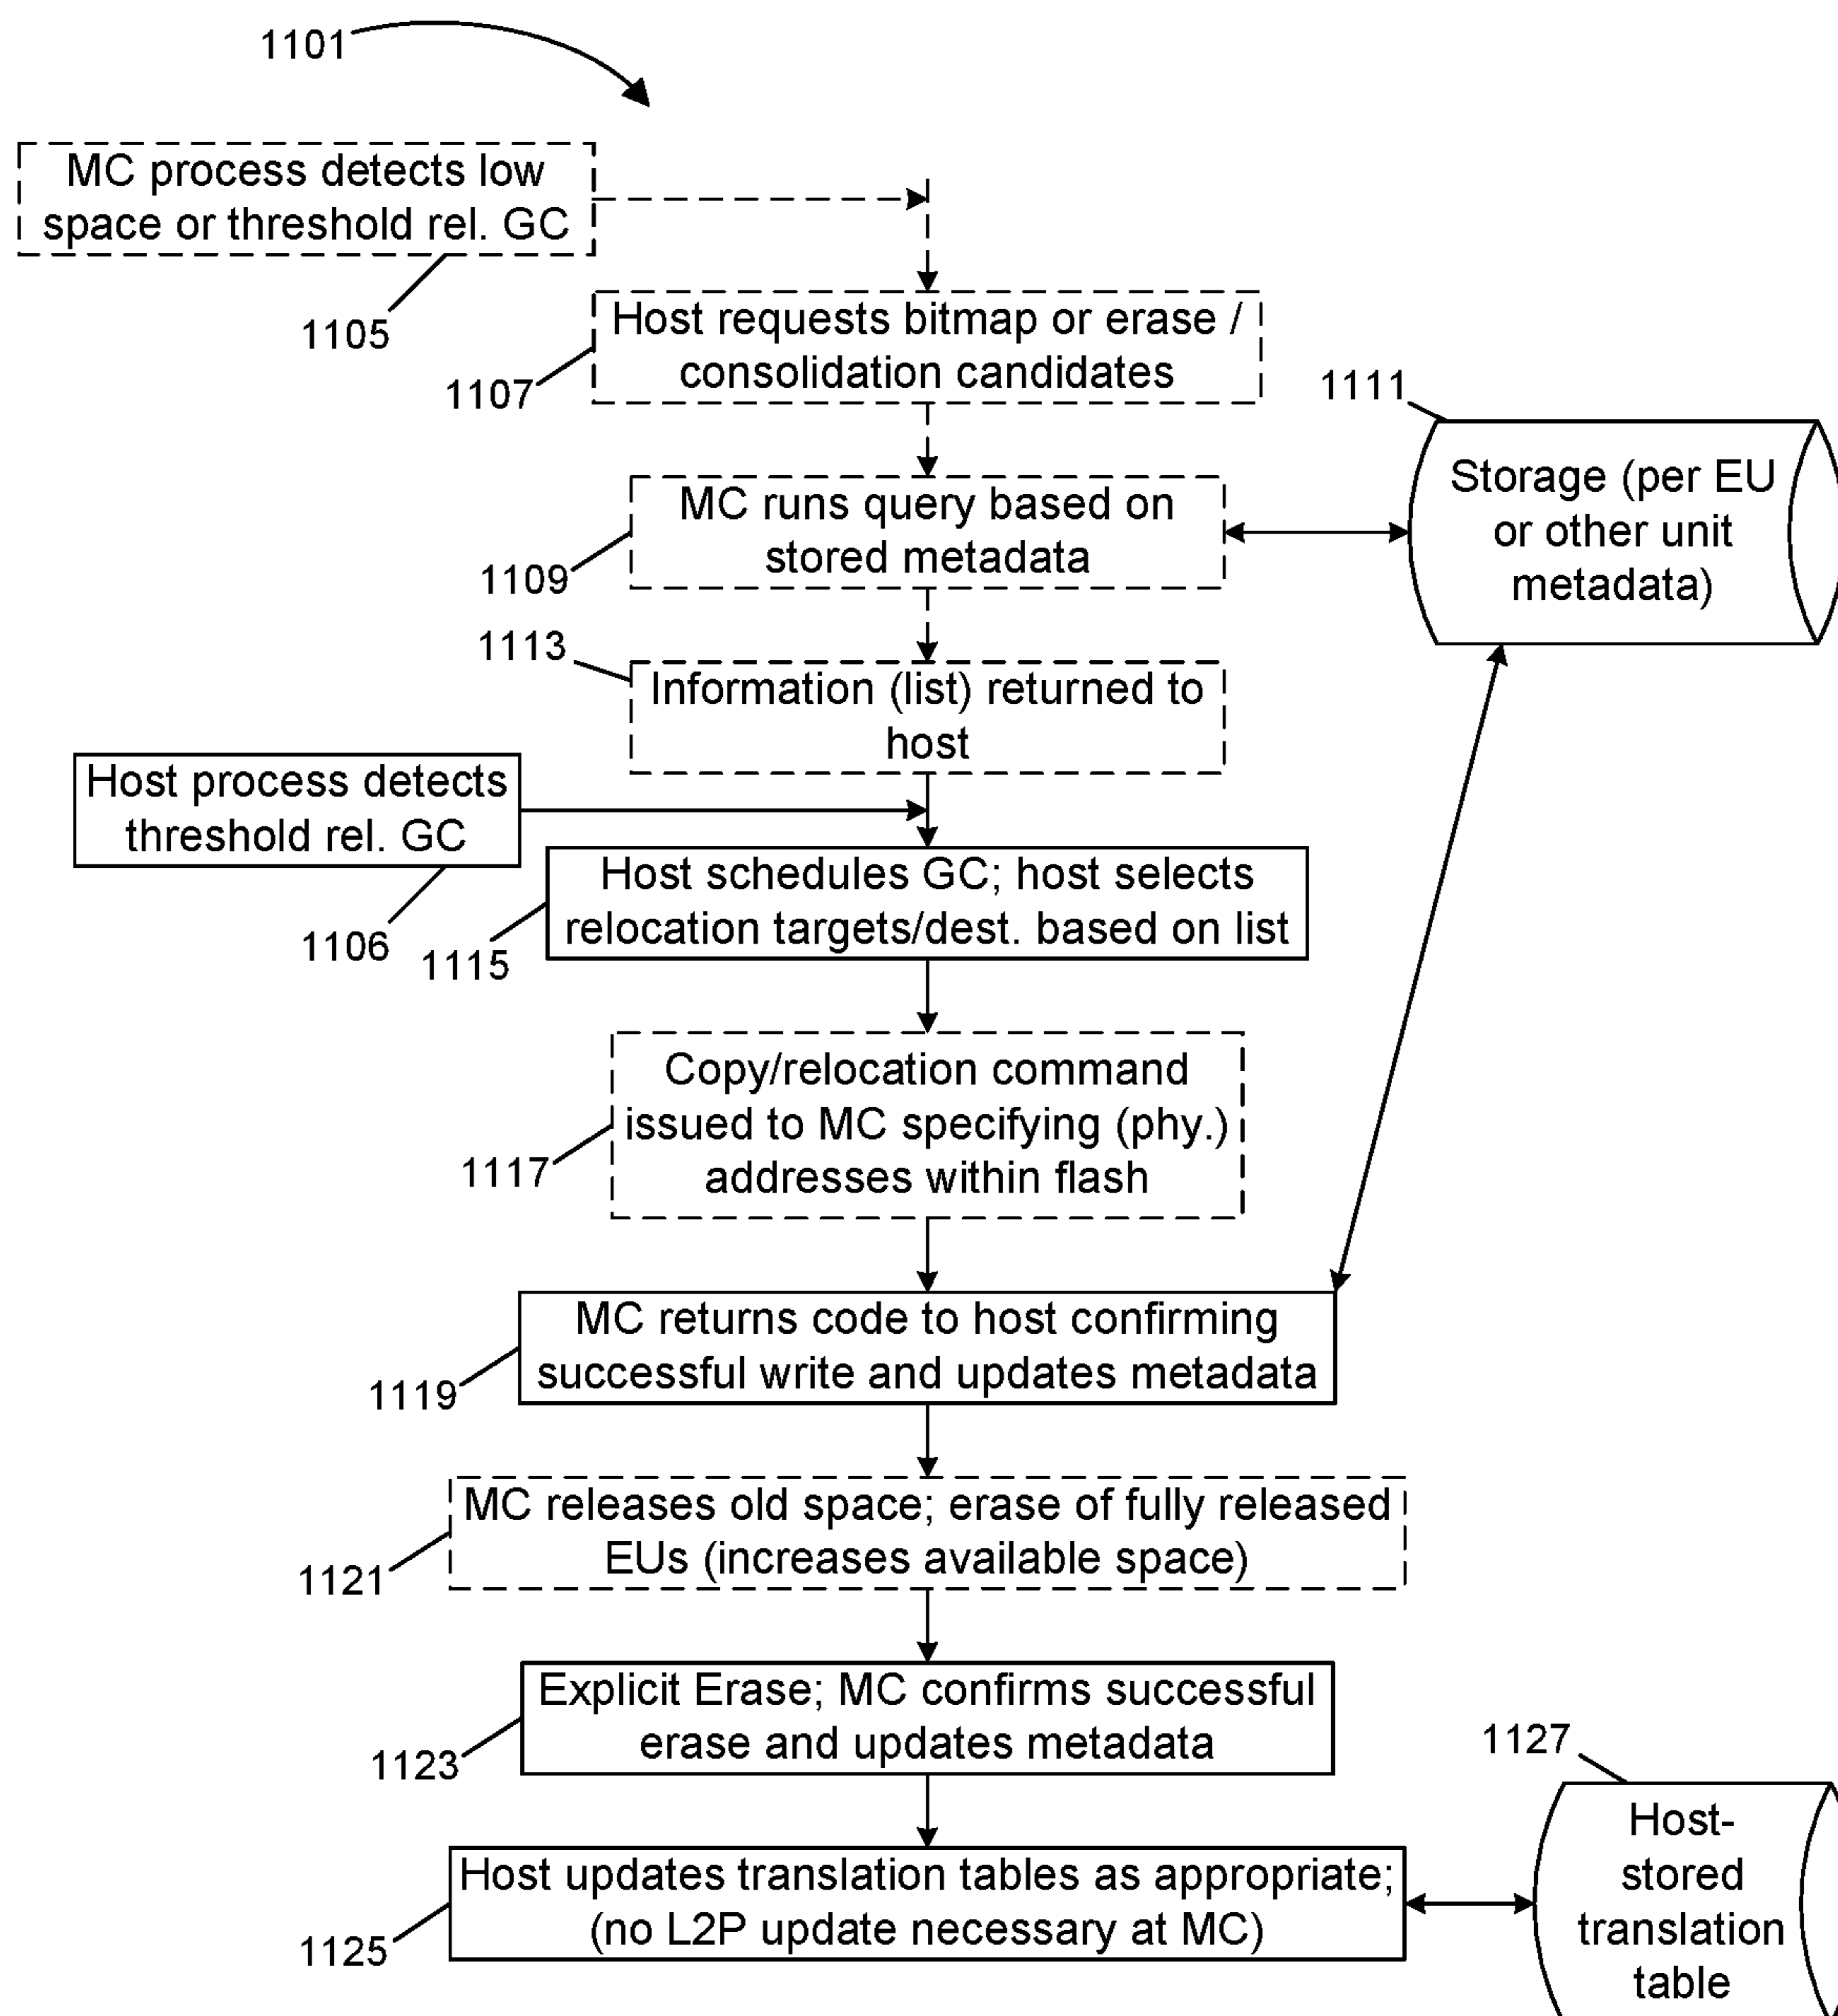 1101
MC process detects low
space or threshold rel. GC
1105
Host requests bitmap or erase /
consolidation candidates
1107
1111
MC runs query based on
stored metadata
1109
Storage (per EU
or other unit
metadata)
1113
Information (list) returned to
host
Host process detects
threshold rel. GC
1106
Host schedules GC; host selects
relocation targets/dest. based on list
1115
Copy/relocation command
issued to MC specifying (phy.)
addresses within flash
1117
MC returns code to host confirming
successful write and updates metadata
1119
MC releases old space; erase of fully released
EUs (increases available space)
1121
Explicit Erase; MC confirms successful
erase and updates metadata
1123
1127
Host updates translation tables as appropriate;
(no L2P update necessary at MC)
1125
Host-
stored
translation
table